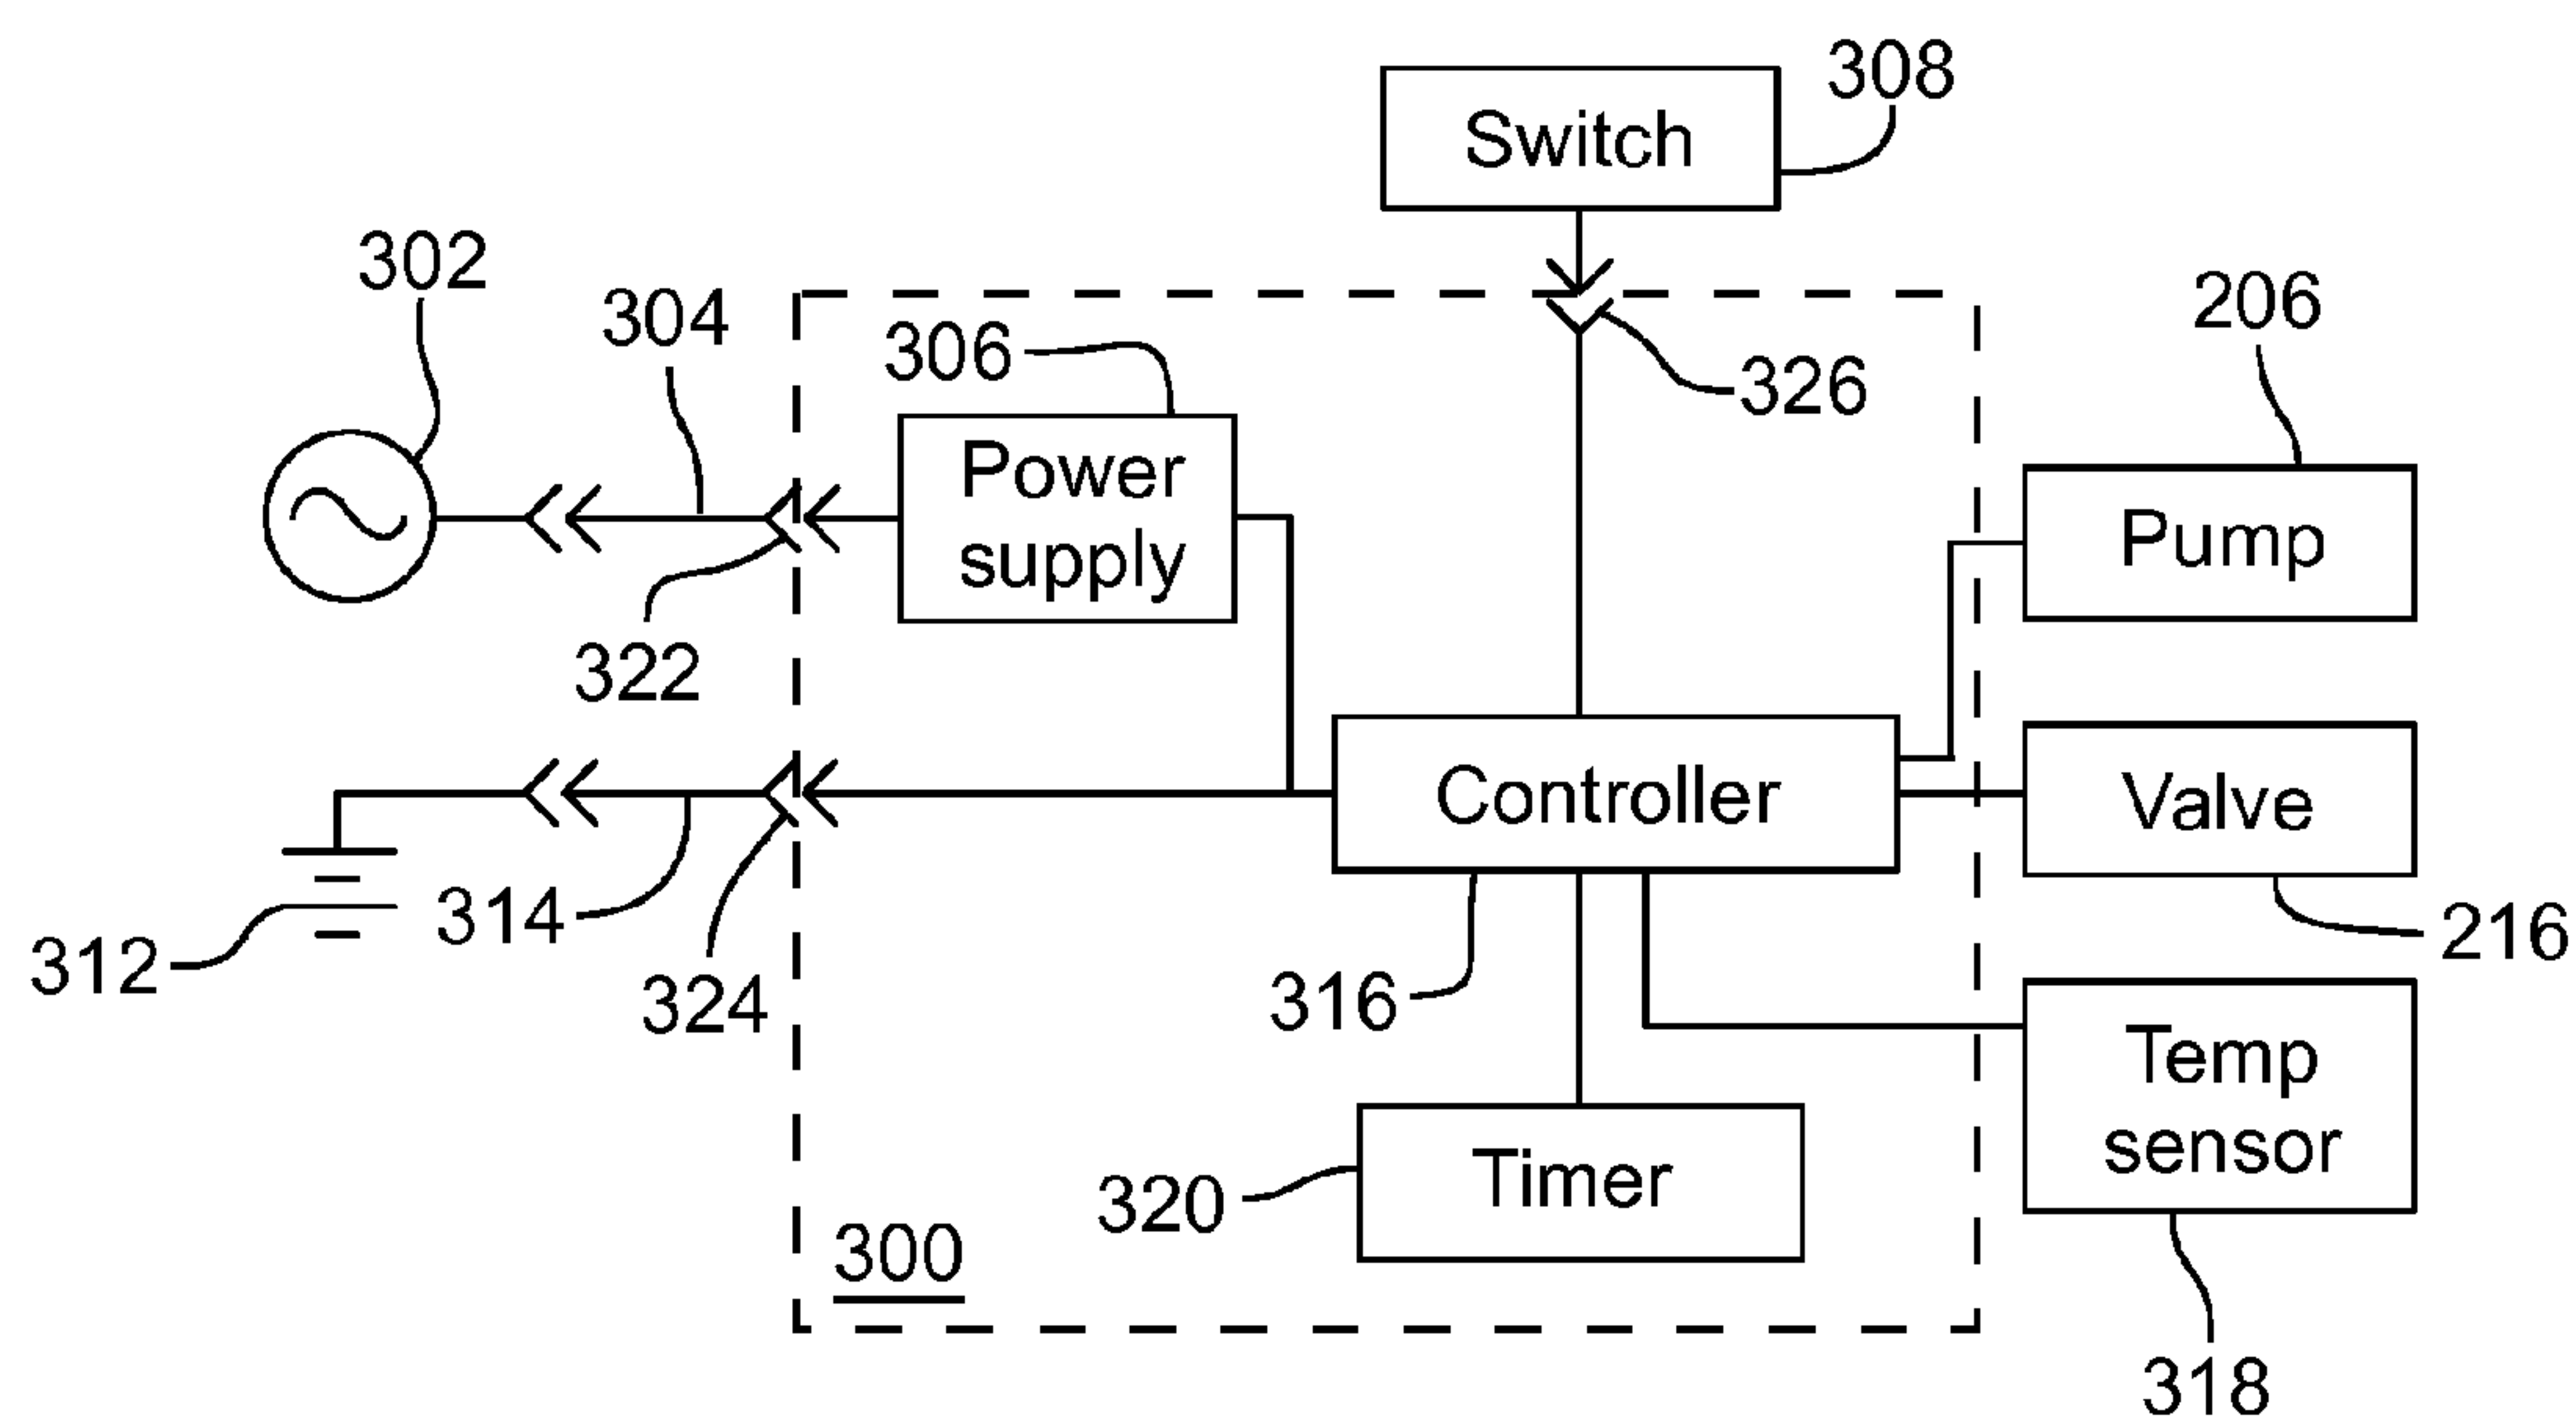 308
Switch
302
304
306
206
326
Power
supply
Pump
322
Controller
Valve
312
314
324
316
216
Temp
sensor
320
Timer
300
318